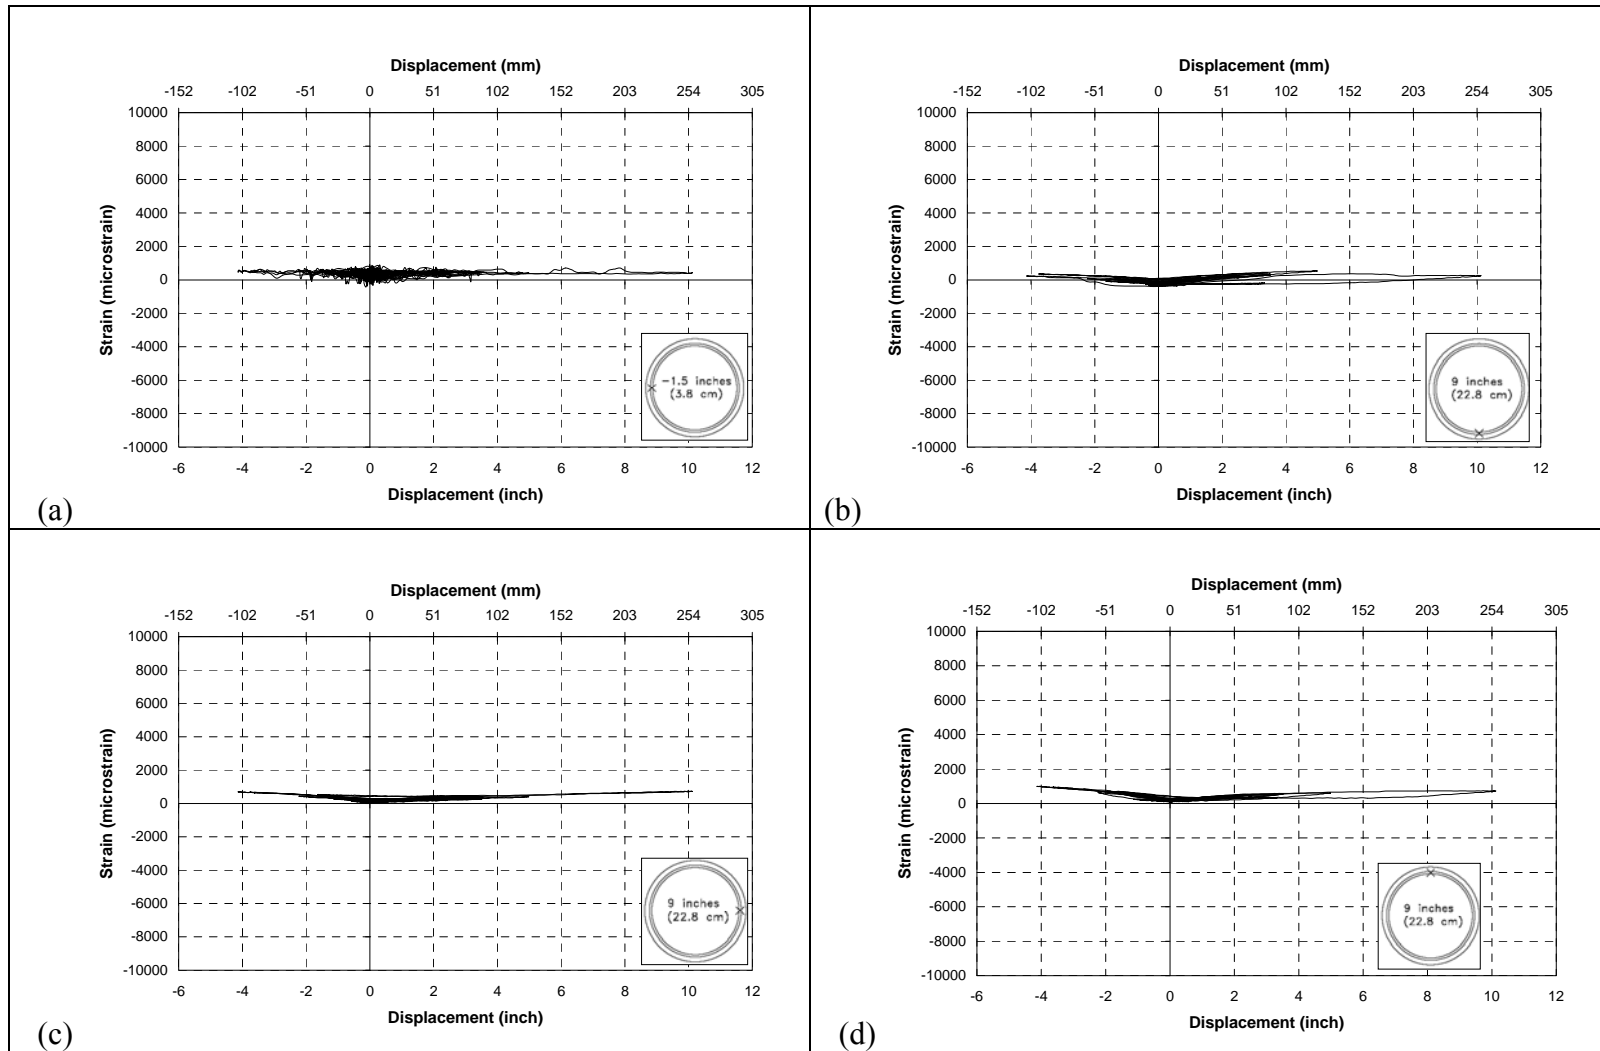 Displacement (mm)
-152 -102 -51 0 51 102 152 203 254 305
10000
8000
6000
4000
2000
0
-2000
-4000
-6000
-8000
-10000
Strain (microstrain)
-1.5 inches
(3.8 cm)
-6 -4 -2 0 2 4 6 8 10 12
Displacement (inch)
(a)
Displacement (mm)
-152 -102 -51 0 51 102 152 203 254 305
10000
8000
6000
4000
2000
0
-2000
-4000
-6000
-8000
-10000
Strain (microstrain)
9 inches
(22.8 cm)
-6 -4 -2 0 2 4 6 8 10 12
Displacement (inch)
(b)
Displacement (mm)
-152 -102 -51 0 51 102 152 203 254 305
10000
8000
6000
4000
2000
0
-2000
-4000
-6000
-8000
-10000
Strain (microstrain)
9 inches
(22.8 cm)
-6 -4 -2 0 2 4 6 8 10 12
Displacement (inch)
(c)
Displacement (mm)
-152 -102 -51 0 51 102 152 203 254 305
10000
8000
6000
4000
2000
0
-2000
-4000
-6000
-8000
-10000
Strain (microstrain)
9 inches
(22.8 cm)
-6 -4 -2 0 2 4 6 8 10 12
Displacement (inch)
(d)